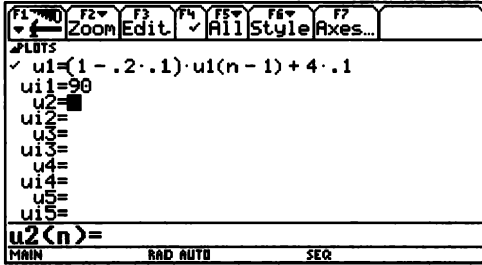 F1 F2 F3 F4 F5 F6 F7
Zoom Edit ✓ All Style Axes...
PLOTS
✓ u1=(1-.2·.1)·u1(n-1)+4·.1
ui1=90
u2=
ui2=
u3=
ui3=
u4=
ui4=
u5=
ui5=
u2(n)=
MAIN RAD AUTO SEQ